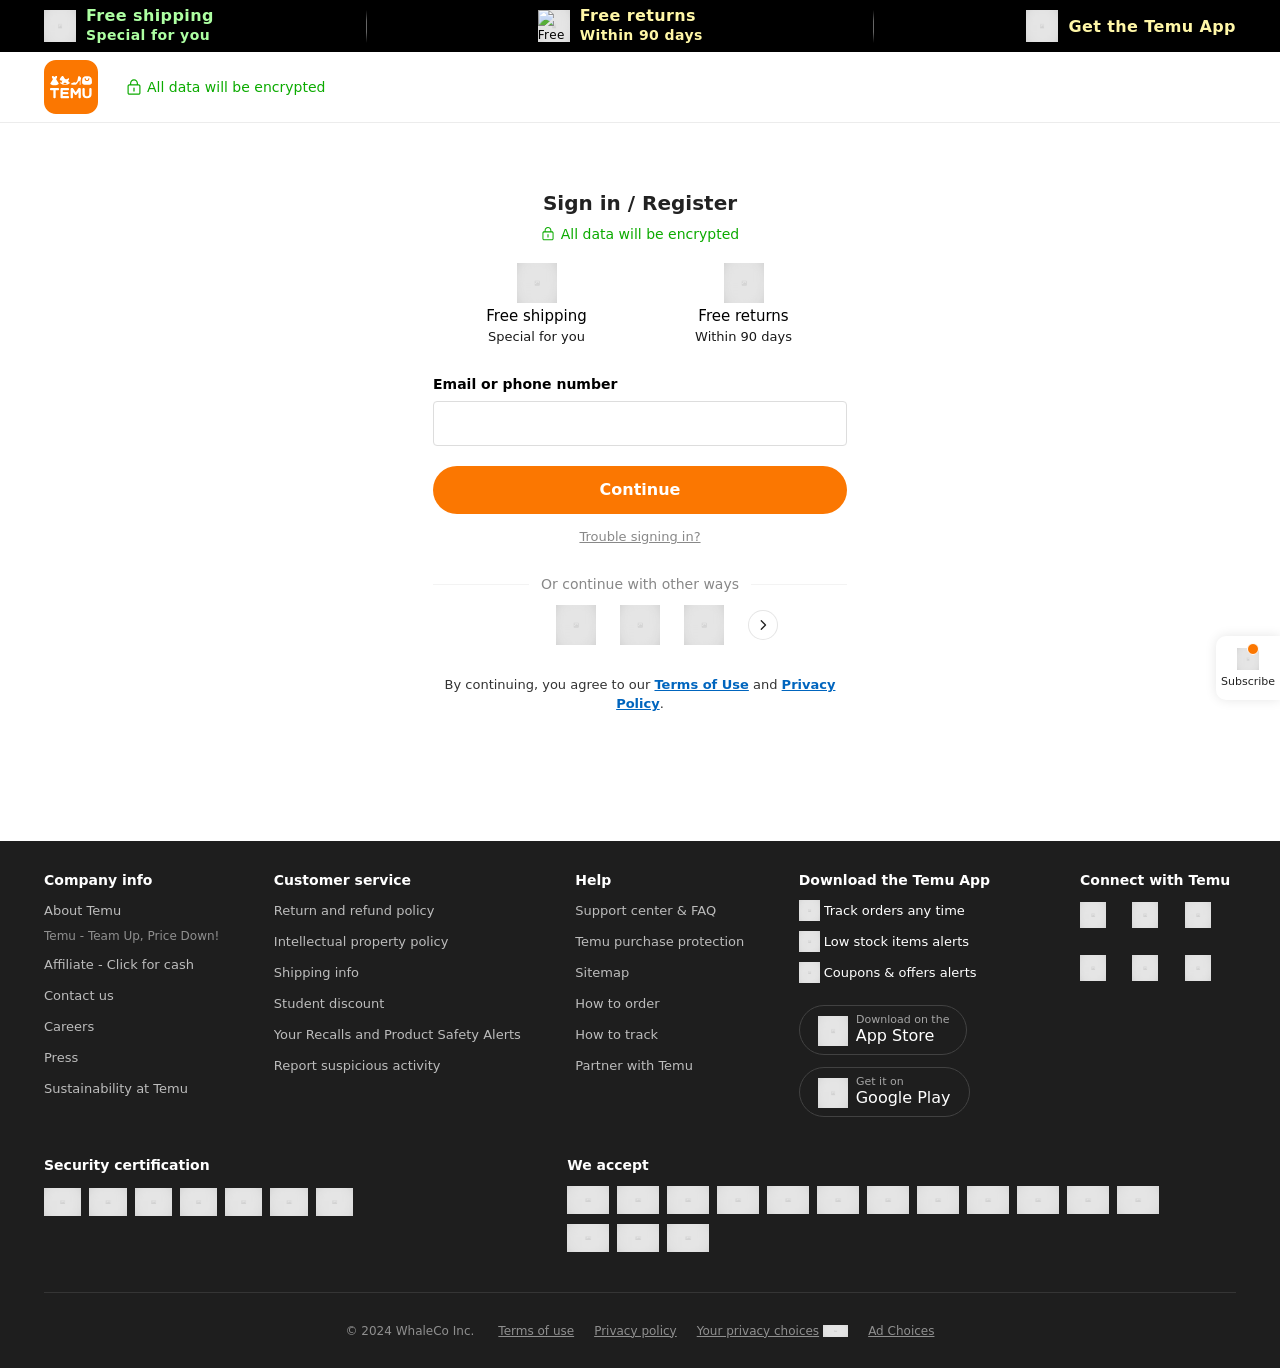 Free shipping
Special for you
Free
Free returns
Within 90 days
Get the Temu App
TEMU
All data will be encrypted
Sign in / Register
All data will be encrypted
Free shipping
Special for you
Free returns
Within 90 days
Email or phone number
Continue
Trouble signing in?
Or continue with other ways
By continuing, you agree to our Terms of Use and Privacy
Policy.
Subscribe
Company info
About Temu
Temu - Team Up, Price Down!
Affiliate - Click for cash
Contact us
Careers
Press
Sustainability at Temu
Customer service
Return and refund policy
Intellectual property policy
Shipping info
Student discount
Your Recalls and Product Safety Alerts
Report suspicious activity
Help
Support center & FAQ
Temu purchase protection
Sitemap
How to order
How to track
Partner with Temu
Download the Temu App
Track orders any time
Low stock items alerts
Coupons & offers alerts
Download on the
App Store
Get it on
Google Play
Connect with Temu
Security certification
We accept
© 2024 WhaleCo Inc. Terms of use Privacy policy Your privacy choices Ad Choices